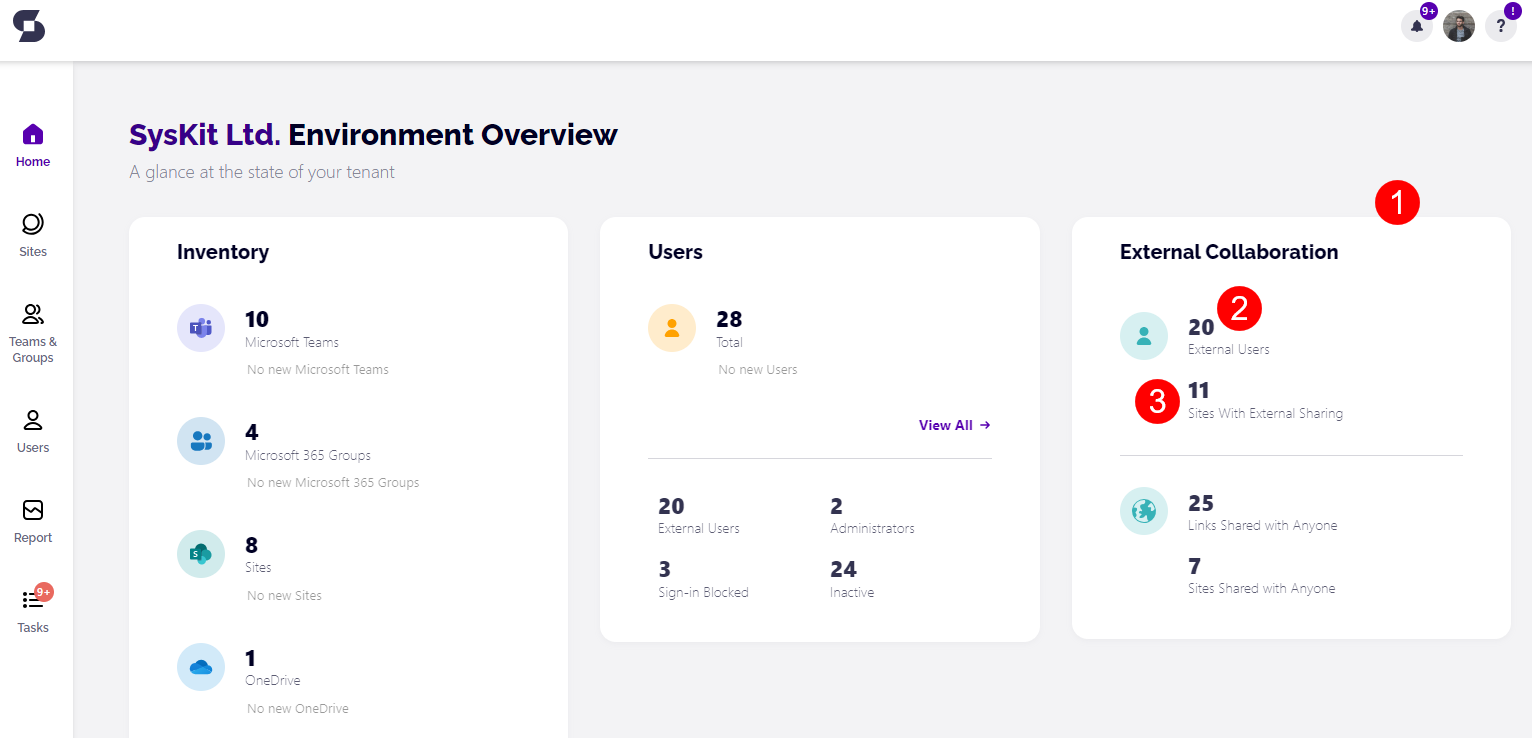 9+
!
?
Home
Sites
Teams &
Groups
Users
Report
9+
Tasks
SysKit Ltd. Environment Overview
A glance at the state of your tenant
Inventory
T
10
Microsoft Teams
No new Microsoft Teams
4
Microsoft 365 Groups
No new Microsoft 365 Groups
S
8
Sites
No new Sites
1
OneDrive
No new OneDrive
Users
28
Total
No new Users
View All →
20
External Users
2
Administrators
3
Sign-in Blocked
24
Inactive
1
External Collaboration
2
20
External Users
3
11
Sites With External Sharing
25
Links Shared with Anyone
7
Sites Shared with Anyone